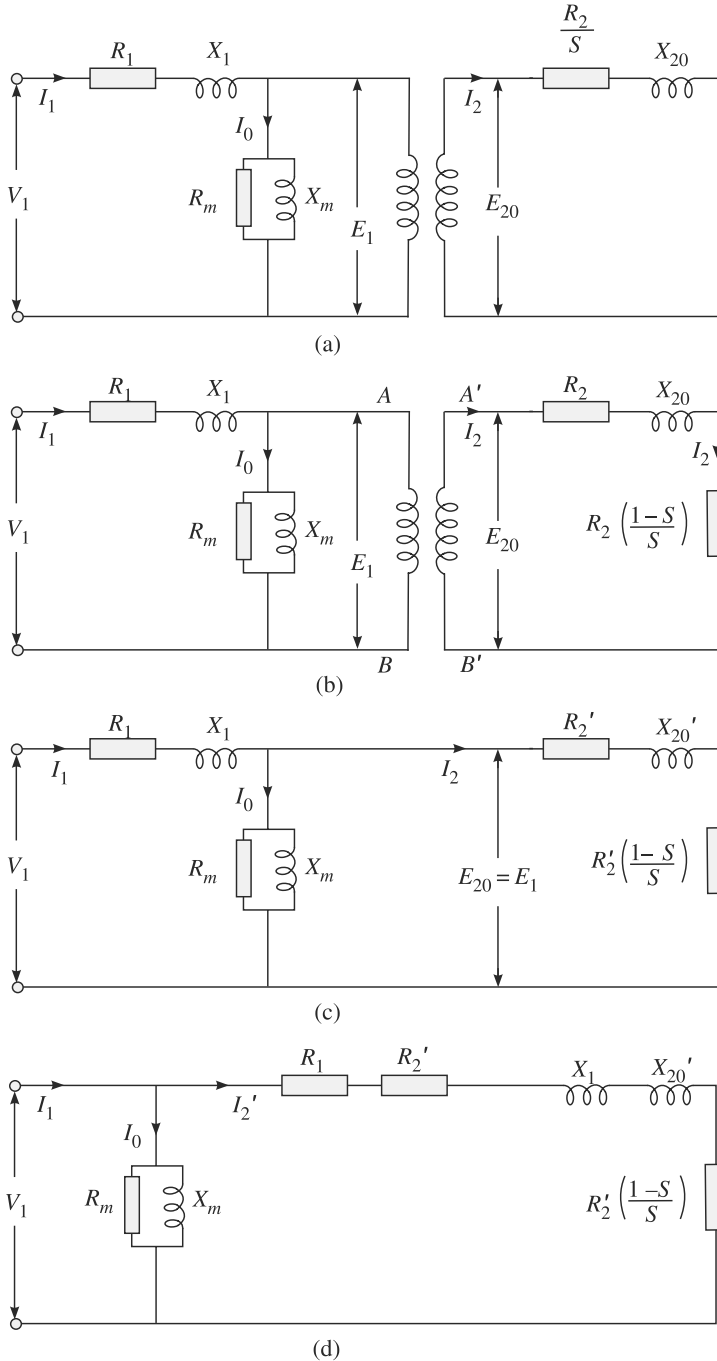 R₂/S
R₁ X₁ X₂₀
I₁ I₂
I₀
V₁ Rₘ Xₘ E₁ E₂₀
(a)
R₁ X₁ A A′ R₂ X₂₀
I₁ I₂
I₀ I₂
V₁ Rₘ Xₘ E₁ E₂₀ R₂ ((1–S)/S)
B B′
(b)
R₁ X₁ R₂′ X₂₀′
I₁ I₂
I₀
V₁ Rₘ Xₘ E₂₀ = E₁ R₂′ ((1– S)/S)
(c)
R₁ R₂′ X₁ X₂₀′
I₁ I₂′
I₀
V₁ Rₘ Xₘ R₂′ ((1 –S)/S)
(d)